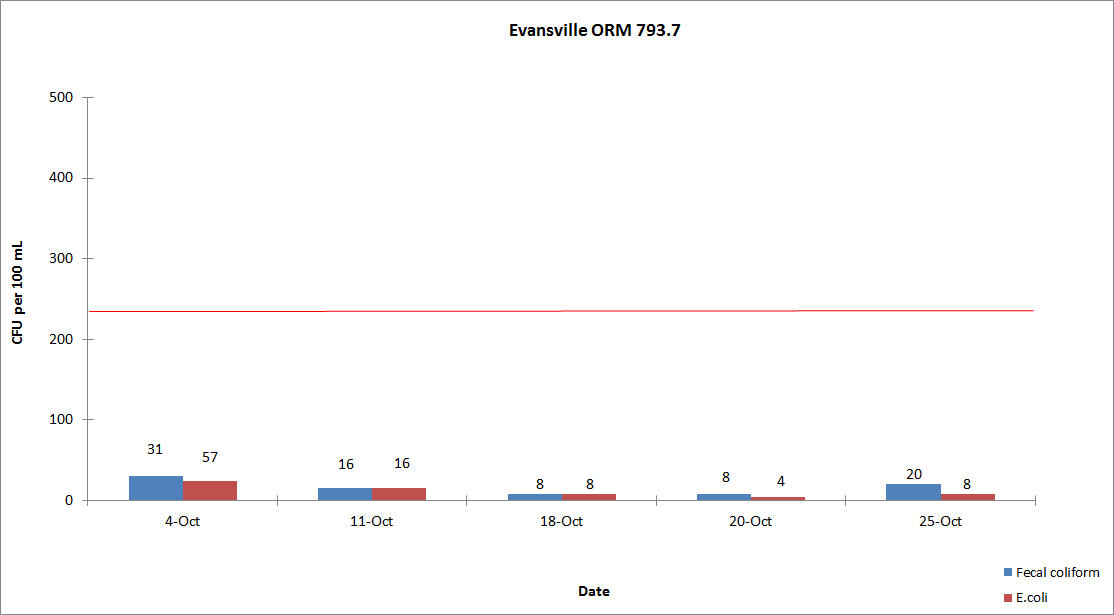 Evansville ORM 793.7
500
400
300
200
100
0
CFU per 100 mL
31
57
16
16
8
8
8
4
20
8
4-Oct
11-Oct
18-Oct
20-Oct
25-Oct
Date
Fecal coliform
E.coli